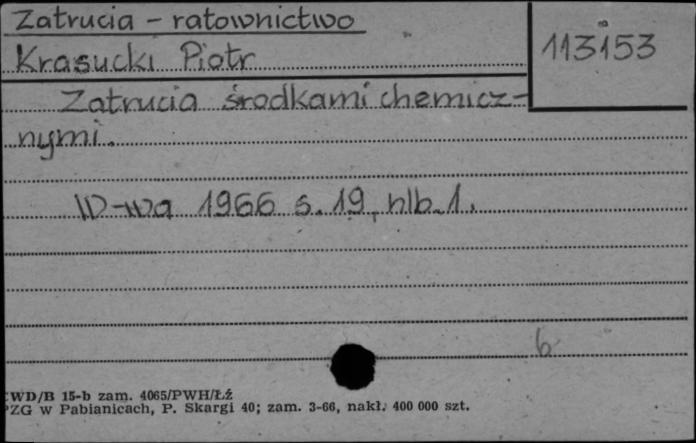 Zatrucia - ratownictwo
113153
Krasucki Piotr
Zatrucia środkami chemicz-
nymi.
W-wa 1966 s. 19, nlb. 1.
6
WD/B 15-b zam. 4065/PWH/Łź
PZG w Pabianicach, P. Skargi 40; zam. 3-66, nakł. 400 000 szt.